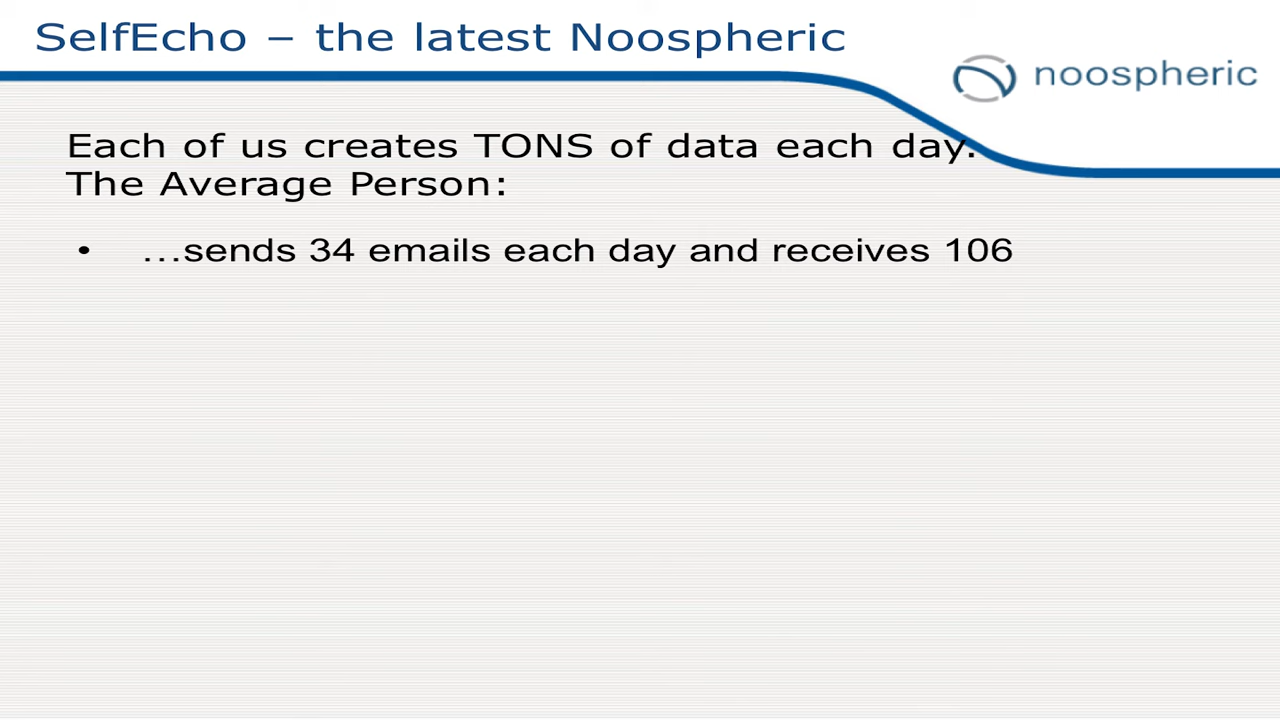 SelfEcho – the latest Noospheric
noospheric
Each of us creates TONS of data each day.
The Average Person:
• …sends 34 emails each day and receives 106